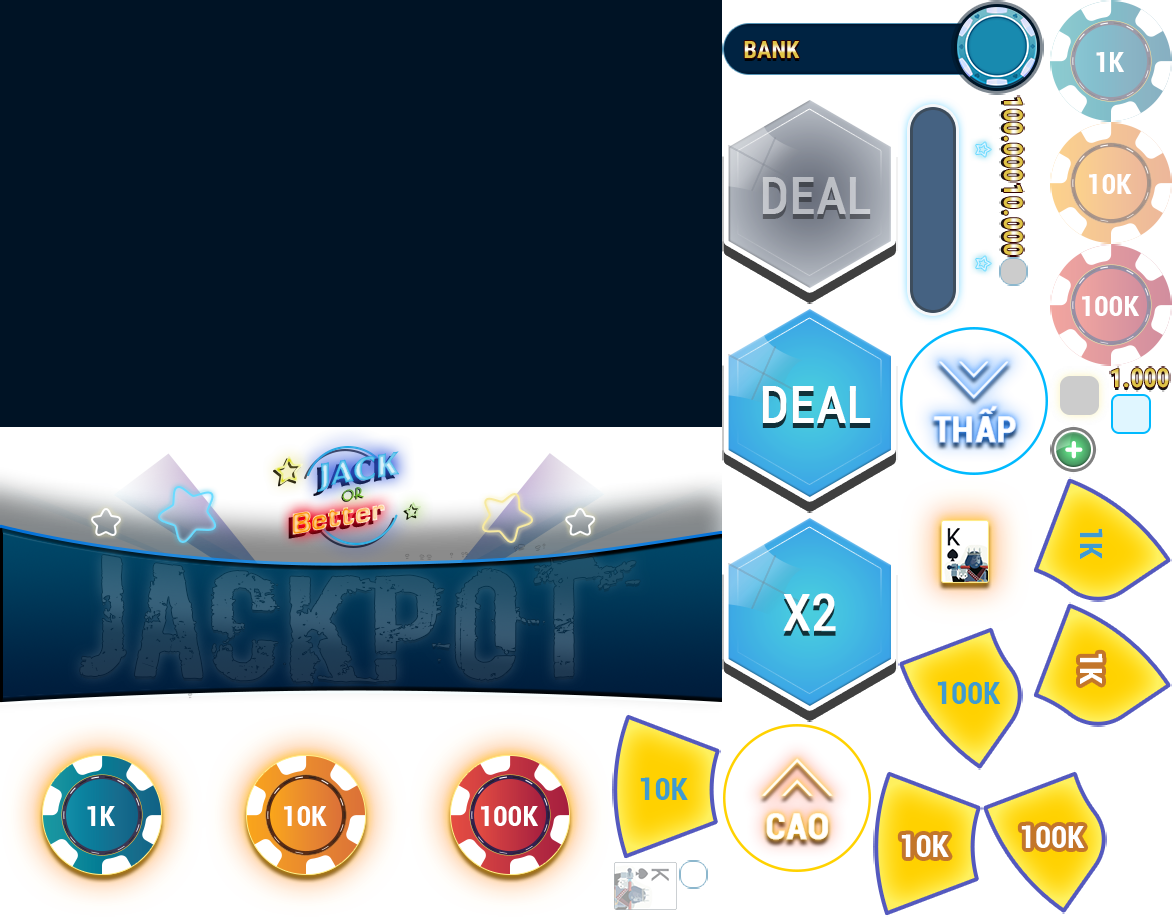 BANK
1K
100.000
10.000
DEAL
10K
100K
DEAL
THẤP
1.000
JACK
OR
Better
K
1K
JACKPOT
X2
1K
100K
1K
10K
100K
10K
CAO
10K
100K
K